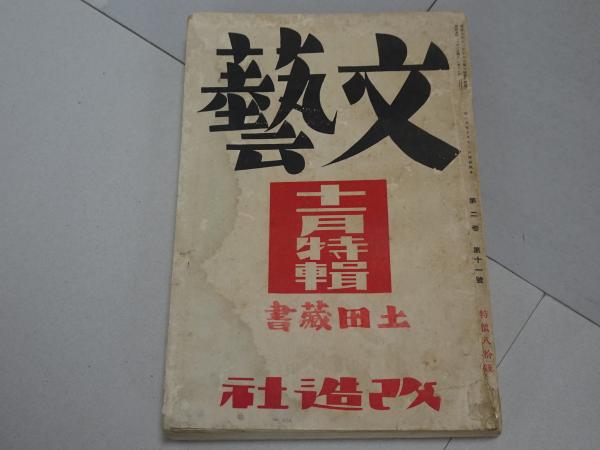 文藝
十一月特輯
土田藏書
改造社
第二卷 第十一號
特價八拾錢